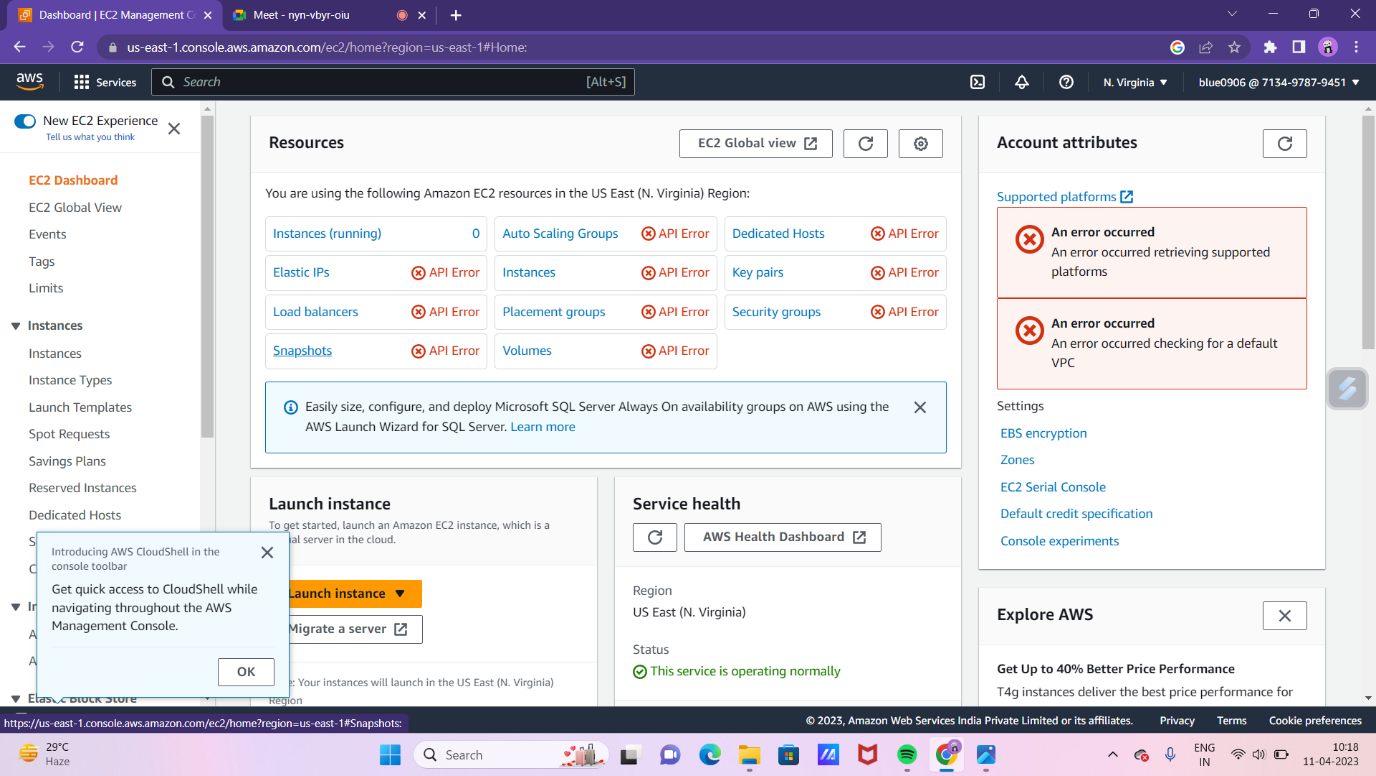 Dashboard | EC2 Management C
Meet - nyn-vbyr-oiu
us-east-1.console.aws.amazon.com/ec2/home?region=us-east-1#Home:
aws
Services
Search
[Alt+S]
N. Virginia
blue0906 @ 7134-9787-9451
New EC2 Experience
Tell us what you think
EC2 Dashboard
EC2 Global View
Events
Tags
Limits
Instances
Instances
Instance Types
Launch Templates
Spot Requests
Savings Plans
Reserved Instances
Dedicated Hosts
Elastic Block Store
Introducing AWS CloudShell in the
console toolbar
Get quick access to CloudShell while
navigating throughout the AWS
Management Console.
OK
Resources
EC2 Global view
You are using the following Amazon EC2 resources in the US East (N. Virginia) Region:
Instances (running) 0
Auto Scaling Groups API Error
Dedicated Hosts API Error
Elastic IPs API Error
Instances API Error
Key pairs API Error
Load balancers API Error
Placement groups API Error
Security groups API Error
Snapshots API Error
Volumes API Error
Easily size, configure, and deploy Microsoft SQL Server Always On availability groups on AWS using the
AWS Launch Wizard for SQL Server. Learn more
Launch instance
To get started, launch an Amazon EC2 instance, which is a
al server in the cloud.
Launch instance
Migrate a server
: Your instances will launch in the US East (N. Virginia)
Region
Service health
AWS Health Dashboard
Region
US East (N. Virginia)
Status
This service is operating normally
Account attributes
Supported platforms
An error occurred
An error occurred retrieving supported
platforms
An error occurred
An error occurred checking for a default
VPC
Settings
EBS encryption
Zones
EC2 Serial Console
Default credit specification
Console experiments
Explore AWS
Get Up to 40% Better Price Performance
T4g instances deliver the best price performance for
https://us-east-1.console.aws.amazon.com/ec2/home?region=us-east-1#Snapshots:
© 2023, Amazon Web Services India Private Limited or its affiliates.
Privacy
Terms
Cookie preferences
29°C
Haze
Search
ENG
IN
10:18
11-04-2023